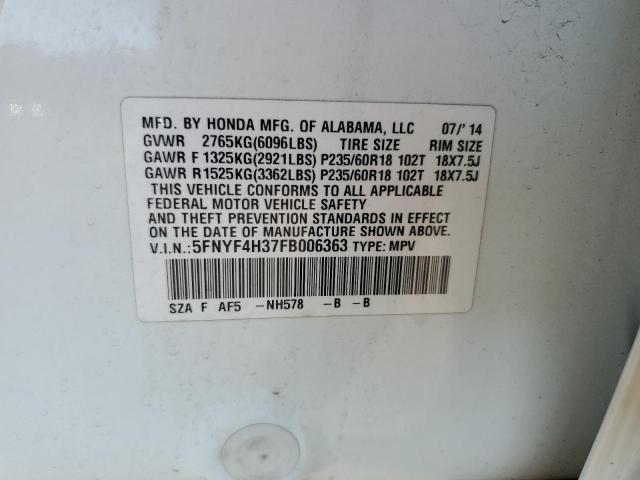 MFD. BY HONDA MFG. OF ALABAMA, LLC 07/'14
GVWR 2765KG(6096LBS) TIRE SIZE RIM SIZE
GAWR F 1325KG(2921LBS) P235/60R18 102T 18X7.5J
GAWR R 1525KG(3362LBS) P235/60R18 102T 18X7.5J
THIS VEHICLE CONFORMS TO ALL APPLICABLE
FEDERAL MOTOR VEHICLE SAFETY
AND THEFT PREVENTION STANDARDS IN EFFECT
ON THE DATE OF MANUFACTURE SHOWN ABOVE.
V.I.N.:5FNYF4H37FB006363 TYPE: MPV
SZA F AF5 -NH578 -B -B